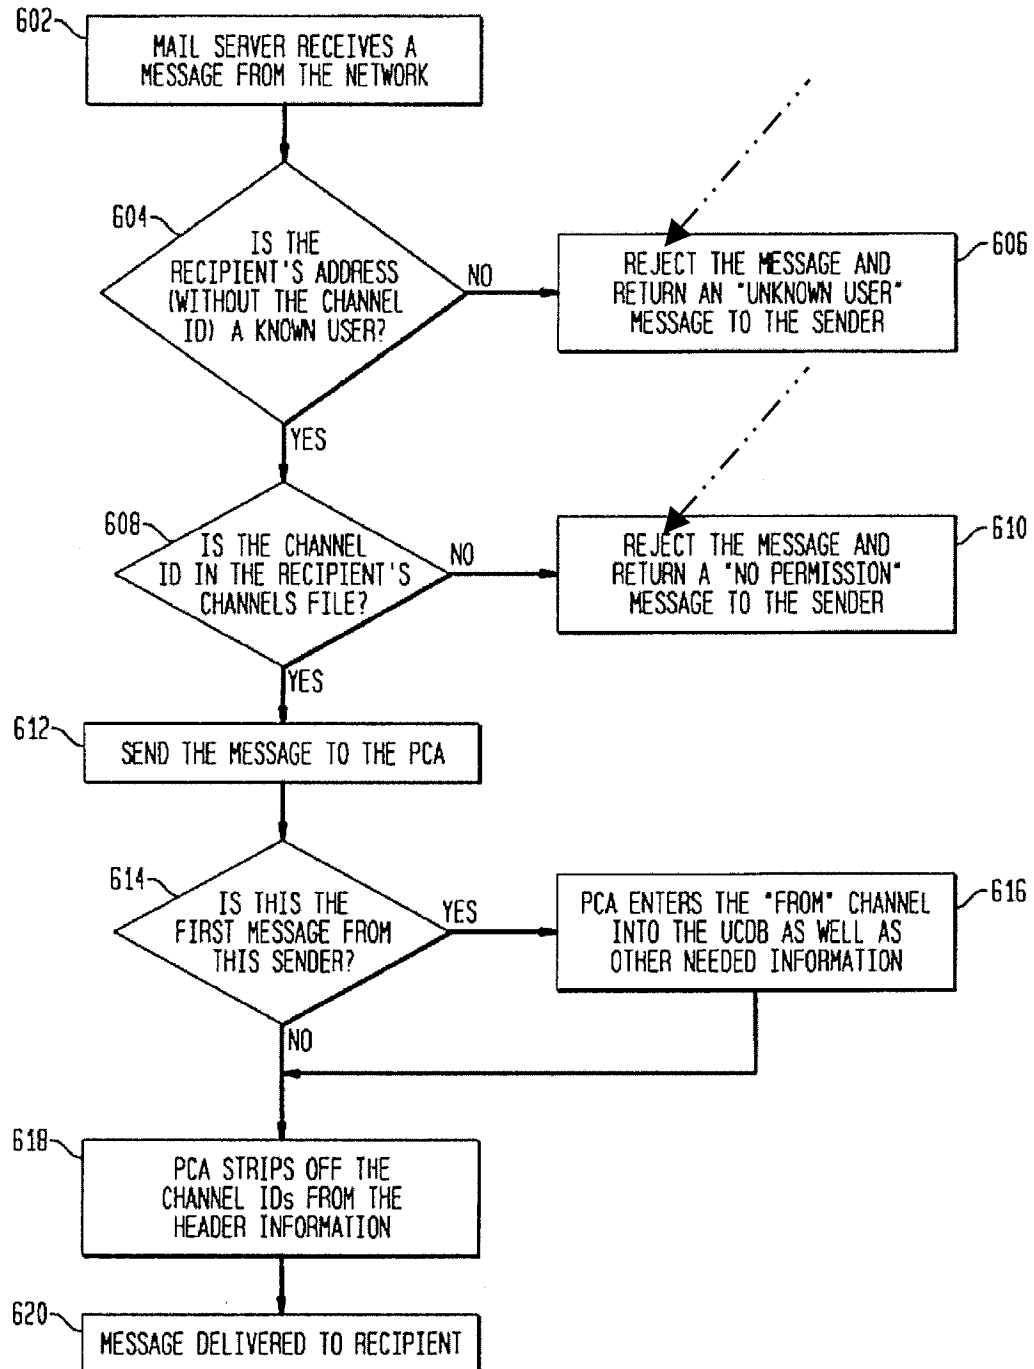 602
MAIL SERVER RECEIVES A
MESSAGE FROM THE NETWORK
604
IS THE
RECIPIENT'S ADDRESS
(WITHOUT THE CHANNEL
ID) A KNOWN USER?
NO
606
REJECT THE MESSAGE AND
RETURN AN "UNKNOWN USER"
MESSAGE TO THE SENDER
YES
608
IS THE CHANNEL
ID IN THE RECIPIENT'S
CHANNELS FILE?
NO
610
REJECT THE MESSAGE AND
RETURN A "NO PERMISSION"
MESSAGE TO THE SENDER
YES
612
SEND THE MESSAGE TO THE PCA
614
IS THIS THE
FIRST MESSAGE FROM
THIS SENDER?
YES
616
PCA ENTERS THE "FROM" CHANNEL
INTO THE UCDB AS WELL AS
OTHER NEEDED INFORMATION
NO
618
PCA STRIPS OFF THE
CHANNEL IDs FROM THE
HEADER INFORMATION
620
MESSAGE DELIVERED TO RECIPIENT